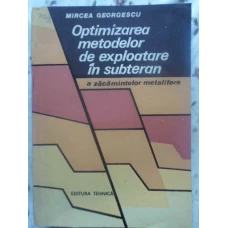 MIRCEA GEORGESCU
Optimizarea
metodelor
de exploatare
în subteran
a zăcămintelor metalifere
EDITURA TEHNICĂ